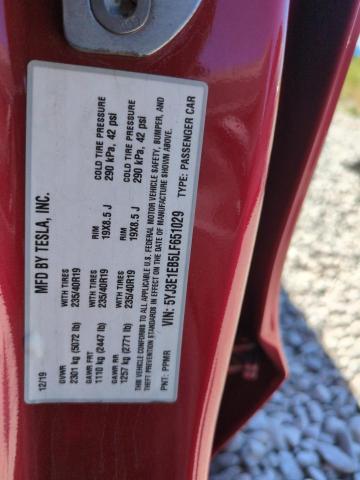 12/19 MFD BY TESLA, INC.
GVWR
2301 kg (5072 lb)
GAWR FRT WITH TIRES RIM COLD TIRE PRESSURE
1110 kg (2447 lb) 235/40R19 19X8.5 J 290 kPa, 42 psi
GAWR RR WITH TIRES RIM COLD TIRE PRESSURE
1257 kg (2771 lb) 235/40R19 19X8.5 J 290 kPa, 42 psi
THIS VEHICLE CONFORMS TO ALL APPLICABLE U.S. FEDERAL MOTOR VEHICLE SAFETY, BUMPER, AND
THEFT PREVENTION STANDARDS IN EFFECT ON THE DATE OF MANUFACTURE SHOWN ABOVE.
VIN: 5YJ3E1EB5LF651029 TYPE: PASSENGER CAR
PNT: PPMR